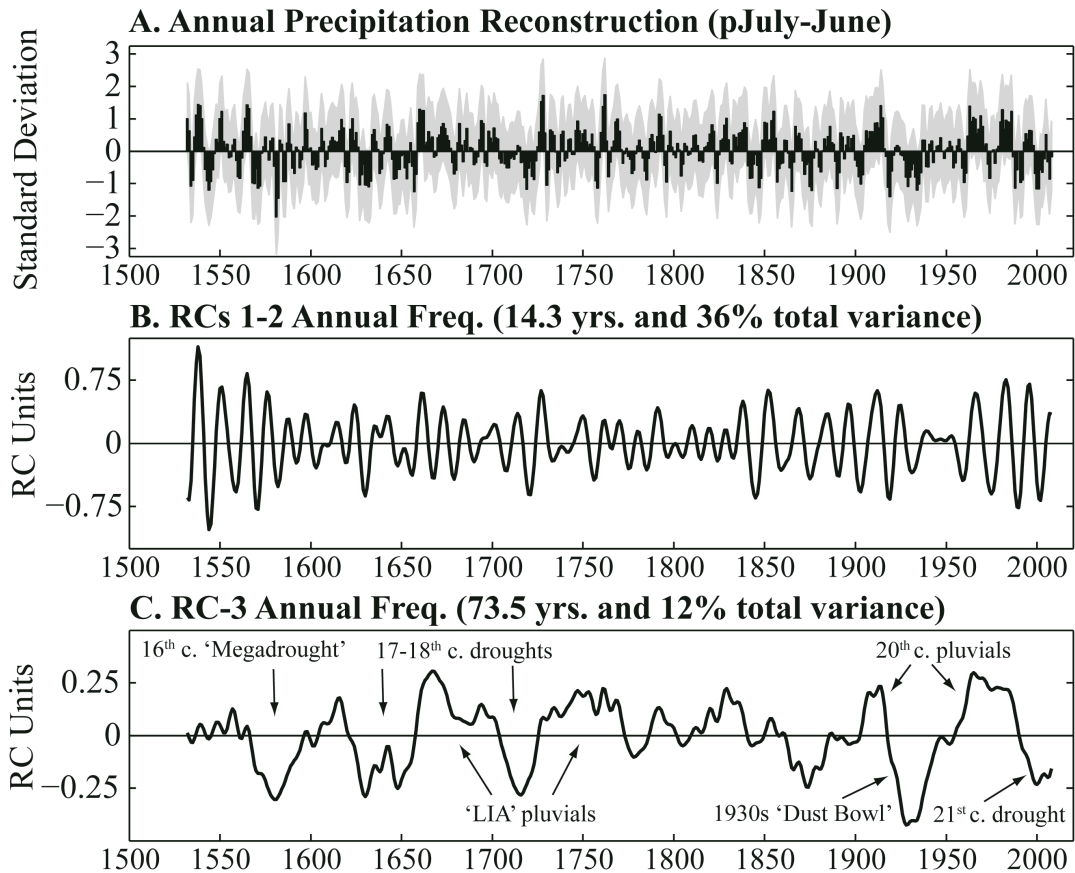 A. Annual Precipitation Reconstruction (pJuly-June)
Standard Deviation
3
2
1
0
−1
−2
−3
1500 1550 1600 1650 1700 1750 1800 1850 1900 1950 2000
B. RCs 1-2 Annual Freq. (14.3 yrs. and 36% total variance)
RC Units
0.75
0
−0.75
1500 1550 1600 1650 1700 1750 1800 1850 1900 1950 2000
C. RC-3 Annual Freq. (73.5 yrs. and 12% total variance)
RC Units
16th c. ‘Megadrought’ 17-18th c. droughts 20th c. pluvials
0.25
0
−0.25
‘LIA’ pluvials 1930s ‘Dust Bowl’ 21st c. drought
1500 1550 1600 1650 1700 1750 1800 1850 1900 1950 2000